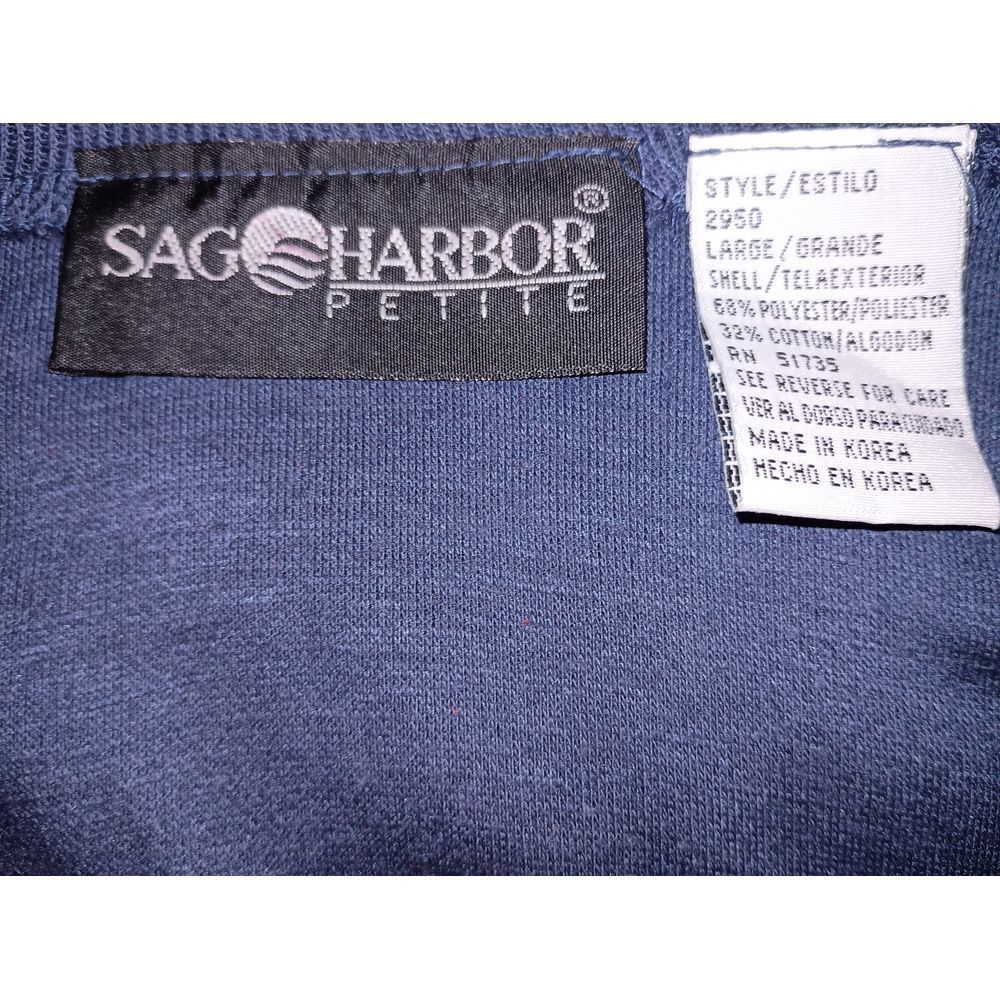 SAG HARBOR®
PETITE
STYLE/ESTILO
2950
LARGE/GRANDE
SHELL/TELAEXTERIOR
68% POLYESTER/POLIESTER
32% COTTON/ALGODON
RN 51735
SEE REVERSE FOR CARE
VER AL DORSO PARA CUIDADO
MADE IN KOREA
HECHO EN KOREA